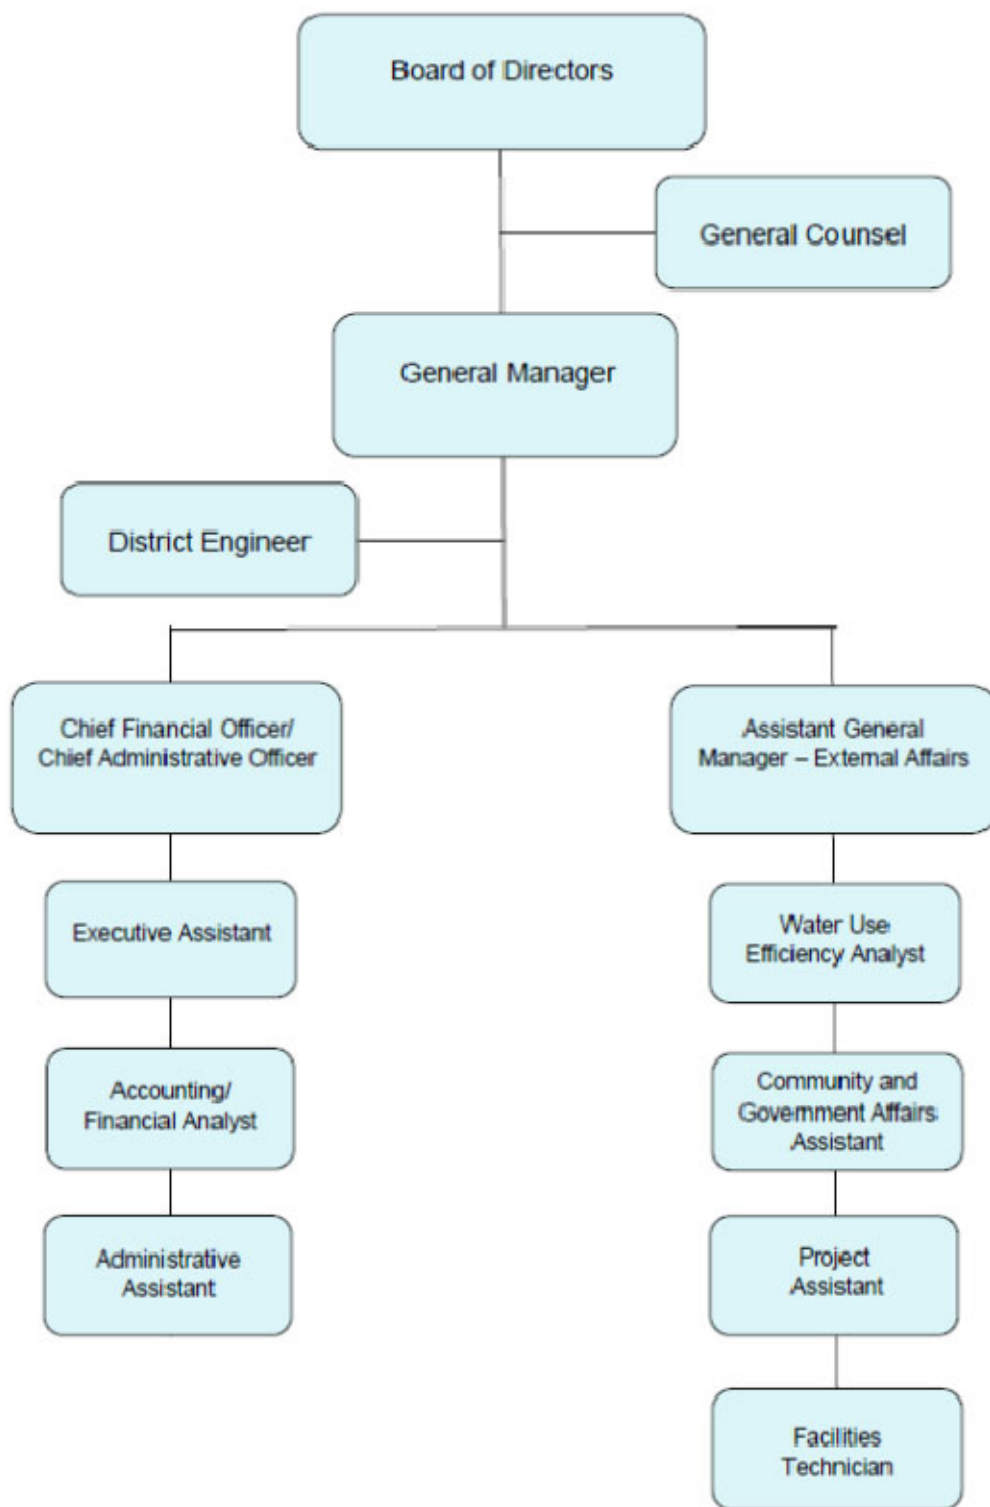 Board of Directors
General Counsel
General Manager
District Engineer
Chief Financial Officer/
Chief Administrative Officer
Assistant General
Manager – External Affairs
Executive Assistant
Water Use
Efficiency Analyst
Accounting/
Financial Analyst
Community and
Government Affairs
Assistant
Administrative
Assistant
Project
Assistant
Facilities
Technician